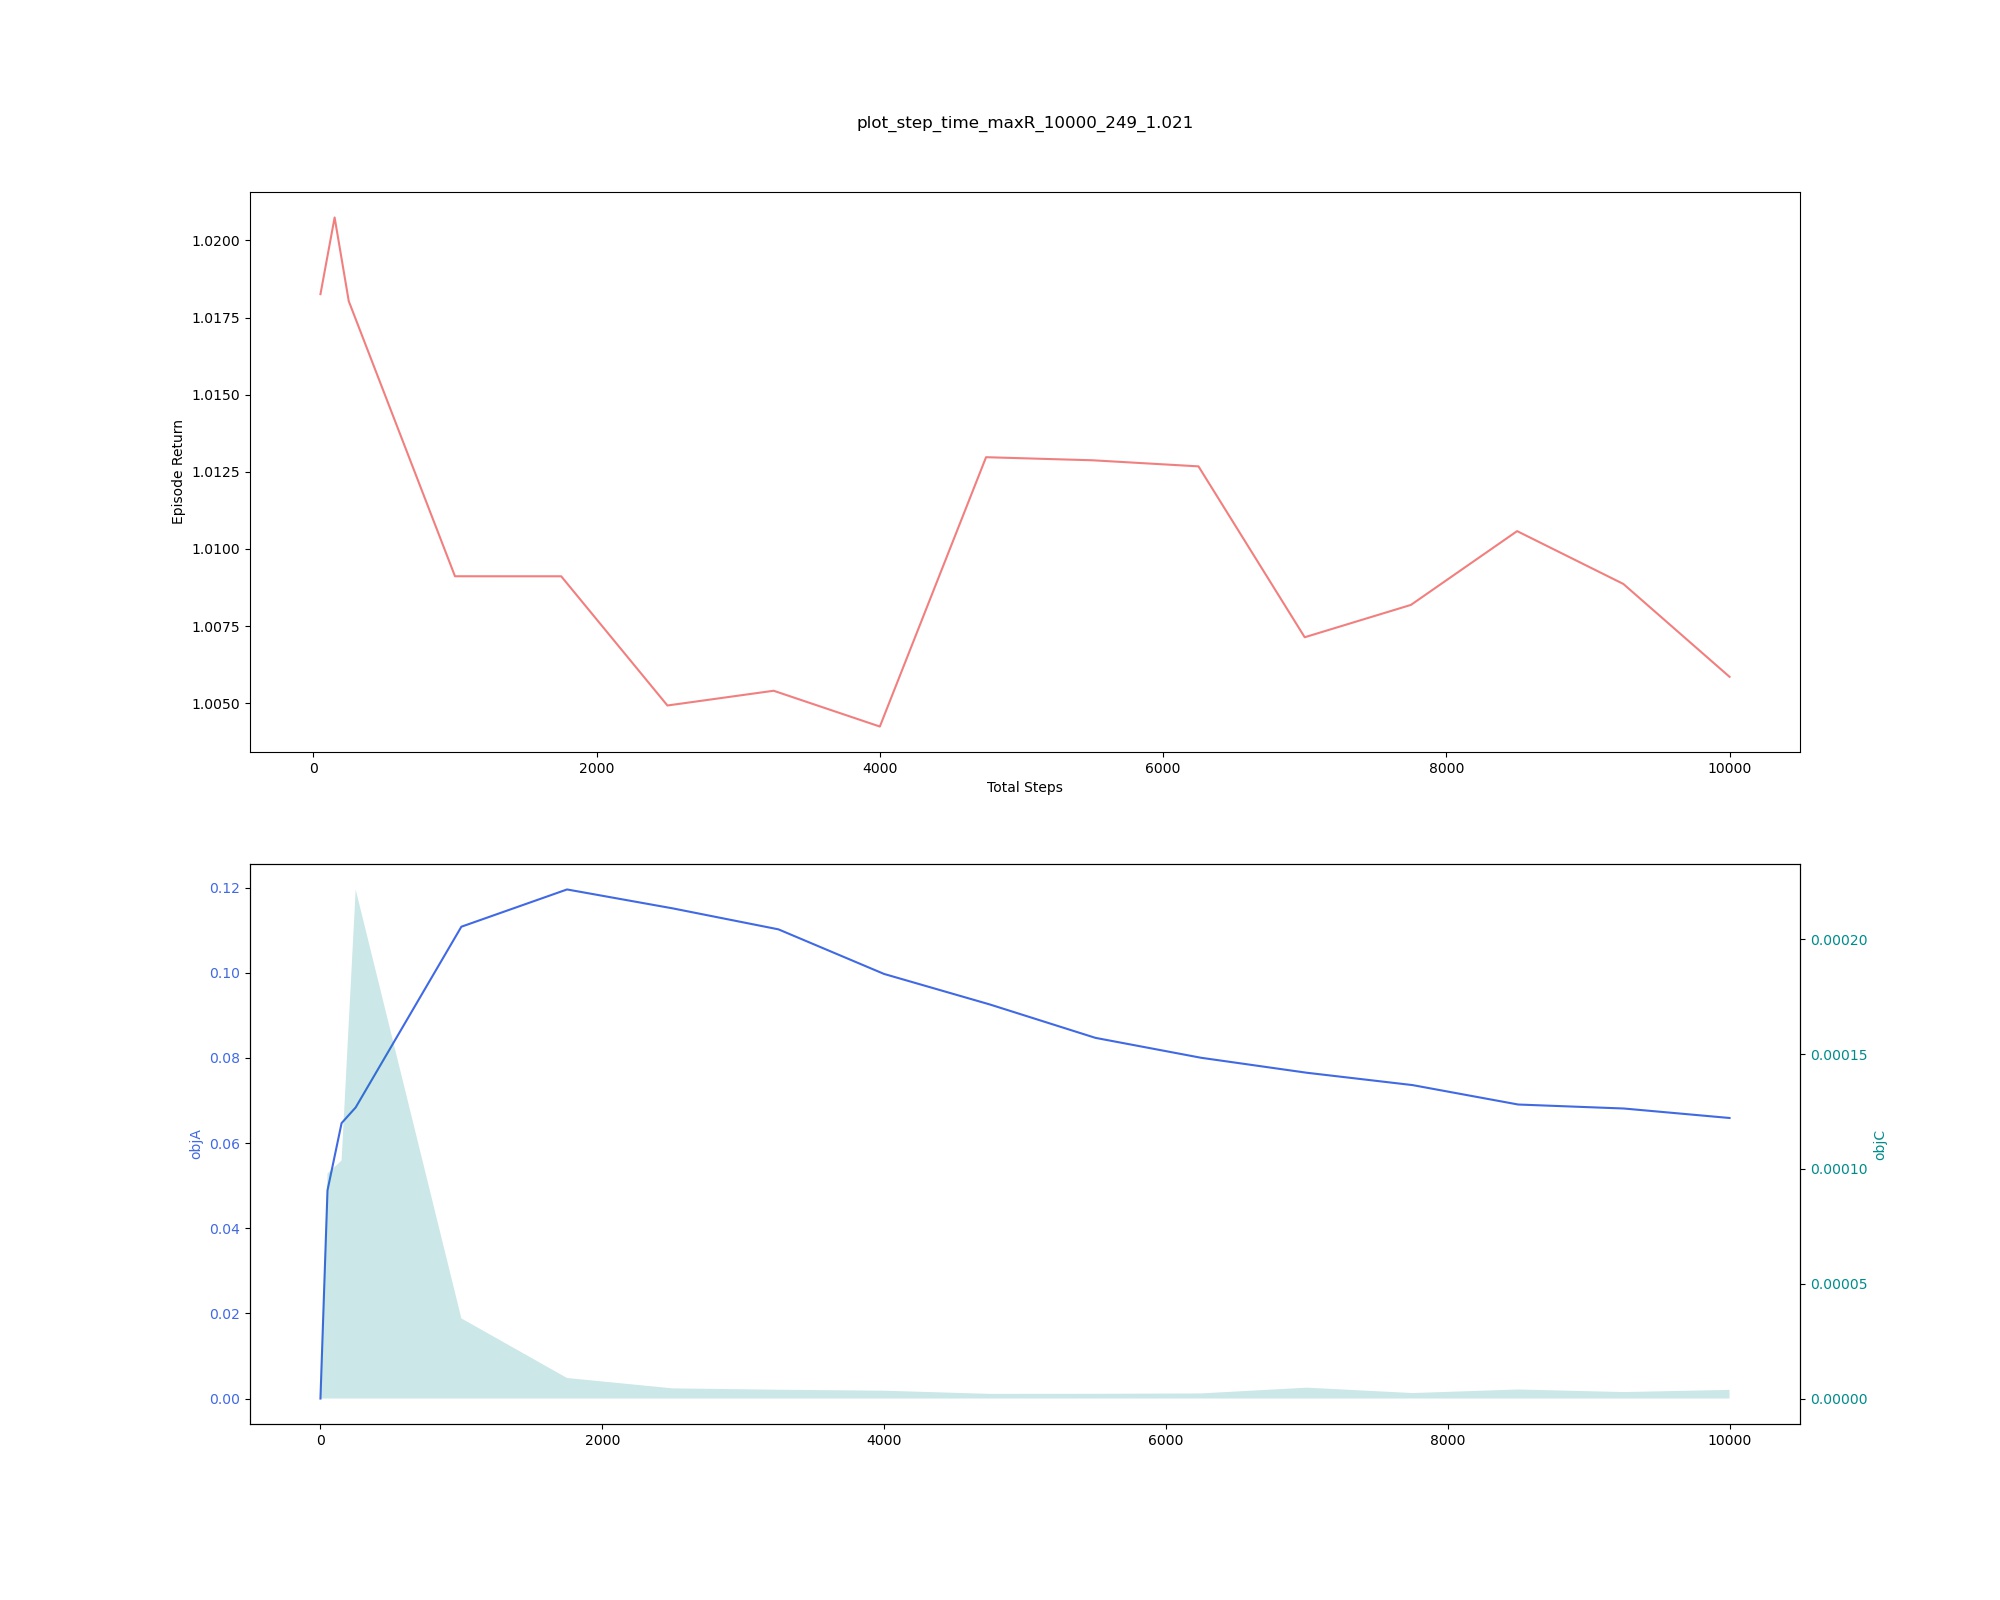 plot_step_time_maxR_10000_249_1.021
1.0200
1.0175
1.0150
1.0125
1.0100
1.0075
1.0050
Episode Return
0 2000 4000 6000 8000 10000
Total Steps
0.12
0.10
0.08
0.06
0.04
0.02
0.00
objA
0.00020
0.00015
0.00010
0.00005
0.00000
objC
0 2000 4000 6000 8000 10000